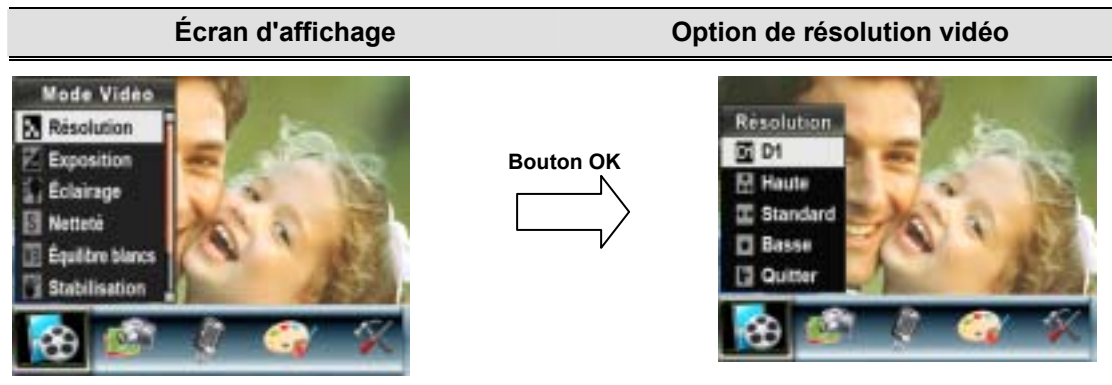 Écran d'affichage
Option de résolution vidéo
Mode Vidéo
Résolution
Exposition
Éclairage
Netteté
Équilibre blancs
Stabilisation
Bouton OK
Résolution
D1
Haute
Standard
Basse
Quitter